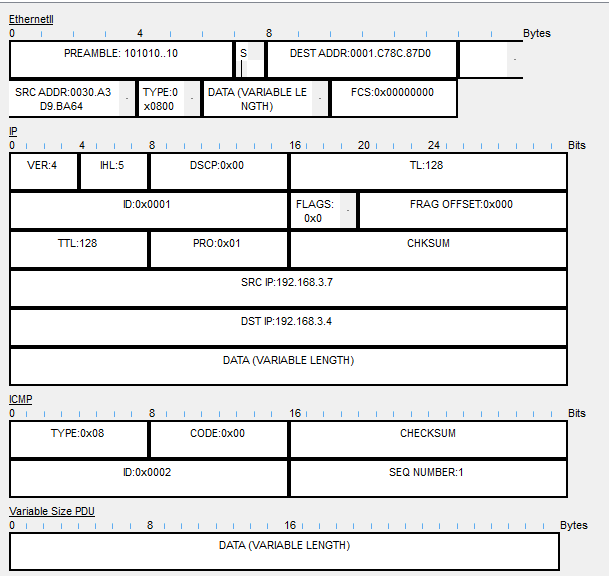 EthernetII
0 4 8 Bytes
PREAMBLE: 101010..10 S DEST ADDR:0001.C78C.87D0
SRC ADDR:0030.A3 TYPE:0 DATA (VARIABLE LE FCS:0x00000000
D9.BA64 x0800 NGTH)
IP
0 4 8 16 20 24 Bits
VER:4 IHL:5 DSCP:0x00 TL:128
ID:0x0001 FLAGS: FRAG OFFSET:0x000
0x0
TTL:128 PRO:0x01 CHKSUM
SRC IP:192.168.3.7
DST IP:192.168.3.4
DATA (VARIABLE LENGTH)
ICMP
0 8 16 Bits
TYPE:0x08 CODE:0x00 CHECKSUM
ID:0x0002 SEQ NUMBER:1
Variable Size PDU
0 8 16 Bytes
DATA (VARIABLE LENGTH)